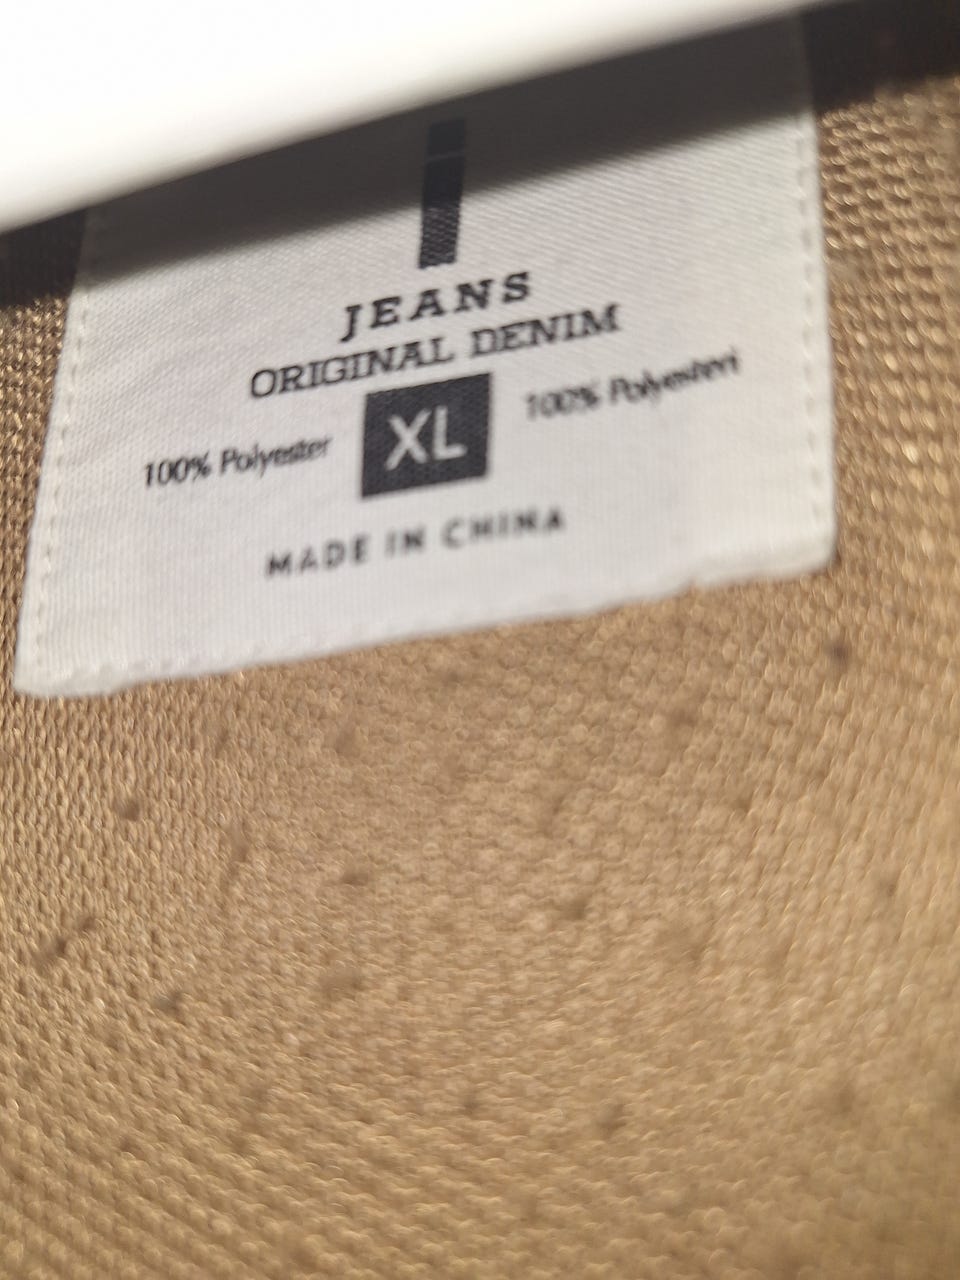 JEANS
ORIGINAL DENIM
100% Polyester XL 100% Polyesteri
MADE IN CHINA